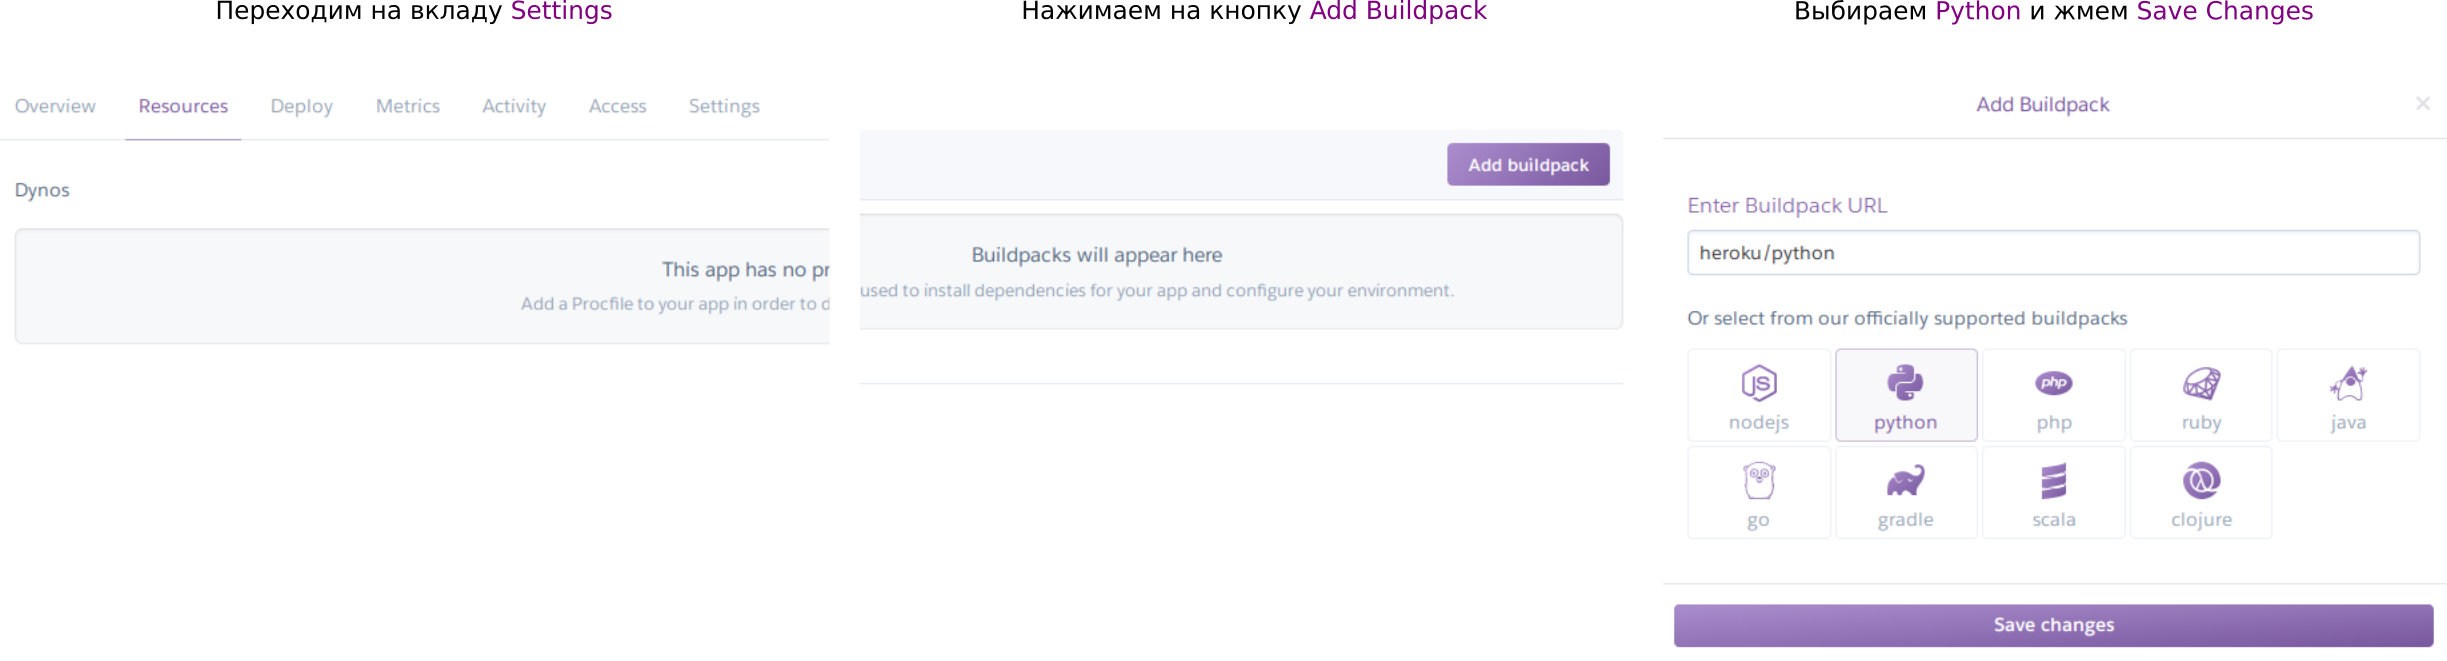 Переходим на вкладу Settings
Overview Resources Deploy Metrics Activity Access Settings
Dynos
This app has no pr
Add a Procfile to your app in order to d
Нажимаем на кнопку Add Buildpack
Add buildpack
Buildpacks will appear here
used to install dependencies for your app and configure your environment.
Выбираем Python и жмем Save Changes
Add Buildpack ×
Enter Buildpack URL
heroku/python
Or select from our officially supported buildpacks
JS php
nodejs python php ruby java
go gradle scala clojure
Save changes